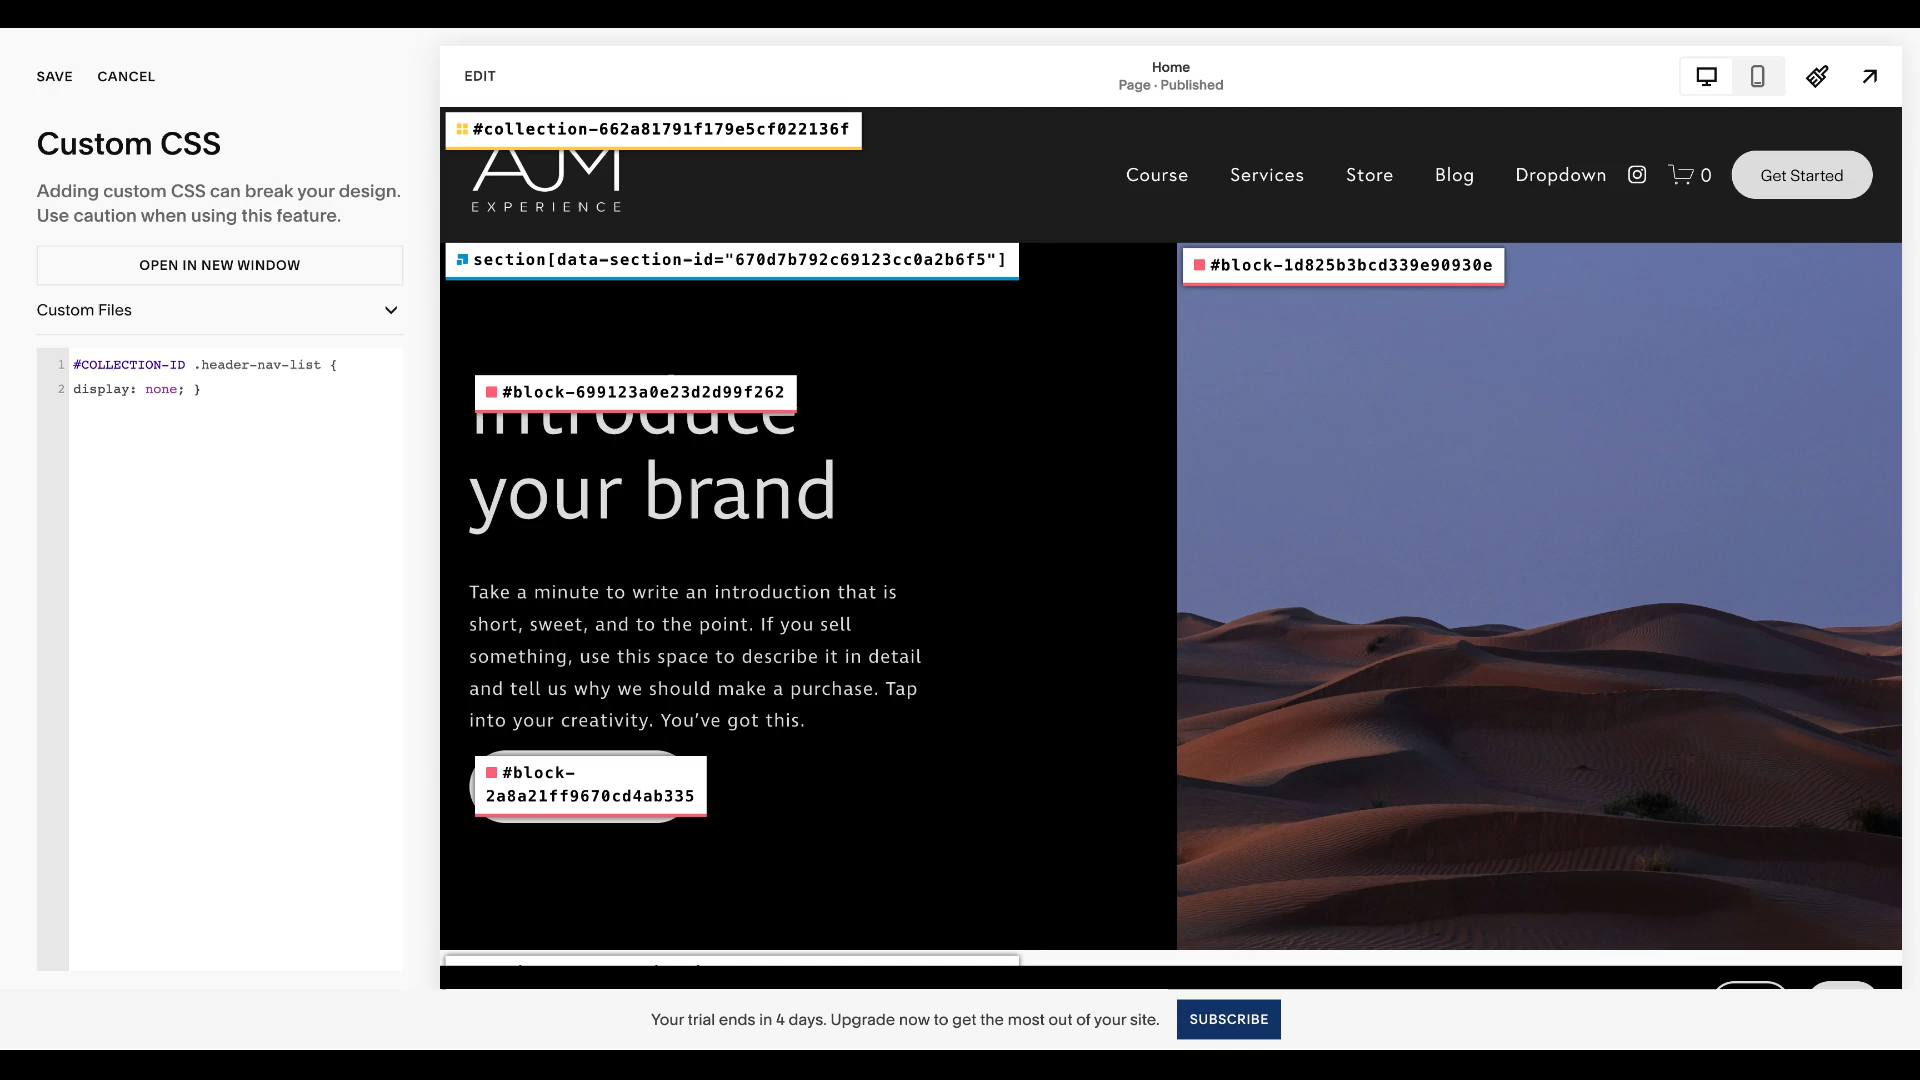 SAVE CANCEL
Custom CSS
Adding custom CSS can break your design.
Use caution when using this feature.
OPEN IN NEW WINDOW
Custom Files
1 #COLLECTION-ID .header-nav-list {
2 display: none; }
EDIT
Home
Page · Published
#collection-662a81791f179e5cf022136f
AJM
EXPERIENCE
Course Services Store Blog Dropdown 0 Get Started
section[data-section-id="670d7b792c69123cc0a2b6f5"]
#block-1d825b3bcd339e90930e
#block-699123a0e23d2d99f262
Introduce
your brand
Take a minute to write an introduction that is
short, sweet, and to the point. If you sell
something, use this space to describe it in detail
and tell us why we should make a purchase. Tap
into your creativity. You’ve got this.
#block-
2a8a21ff9670cd4ab335
Your trial ends in 4 days. Upgrade now to get the most out of your site. SUBSCRIBE